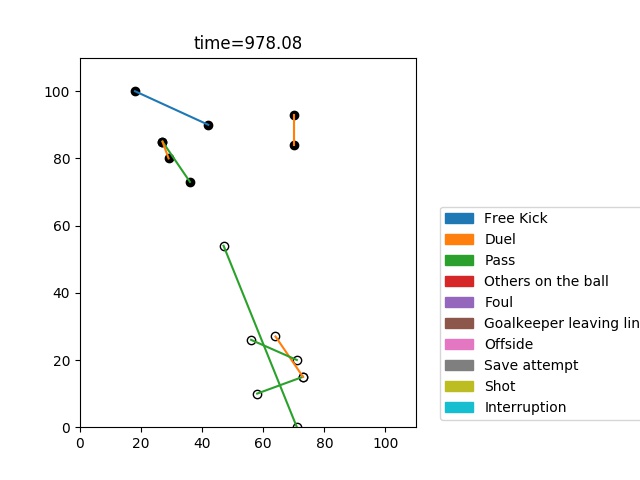 time=978.08
100
80
60
40
20
0
0 20 40 60 80 100
Free Kick
Duel
Pass
Others on the ball
Foul
Goalkeeper leaving lin
Offside
Save attempt
Shot
Interruption